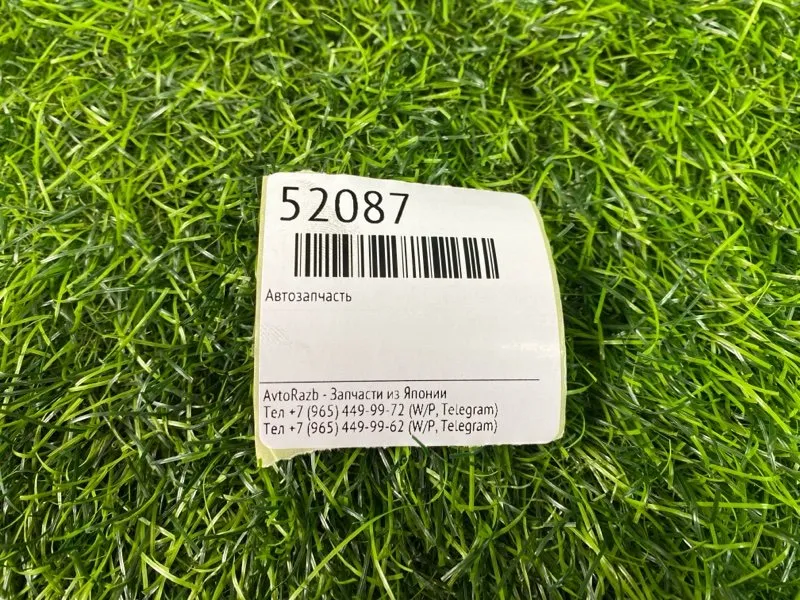 52087
Автозапчасть
AvtoRazb - Запчасти из Японии
Тел +7 (965) 449-99-72 (W/P, Telegram)
Тел +7 (965) 449-99-62 (W/P, Telegram)